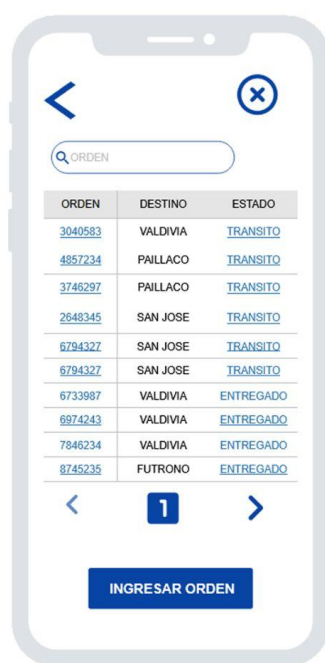 ORDEN
ORDEN DESTINO ESTADO
3040583 VALDIVIA TRANSITO
4857234 PAILLACO TRANSITO
3746297 PAILLACO TRANSITO
2648345 SAN JOSE TRANSITO
6794327 SAN JOSE TRANSITO
6794327 SAN JOSE TRANSITO
6733987 VALDIVIA ENTREGADO
6974243 VALDIVIA ENTREGADO
7846234 VALDIVIA ENTREGADO
8745235 FUTRONO ENTREGADO
1
INGRESAR ORDEN